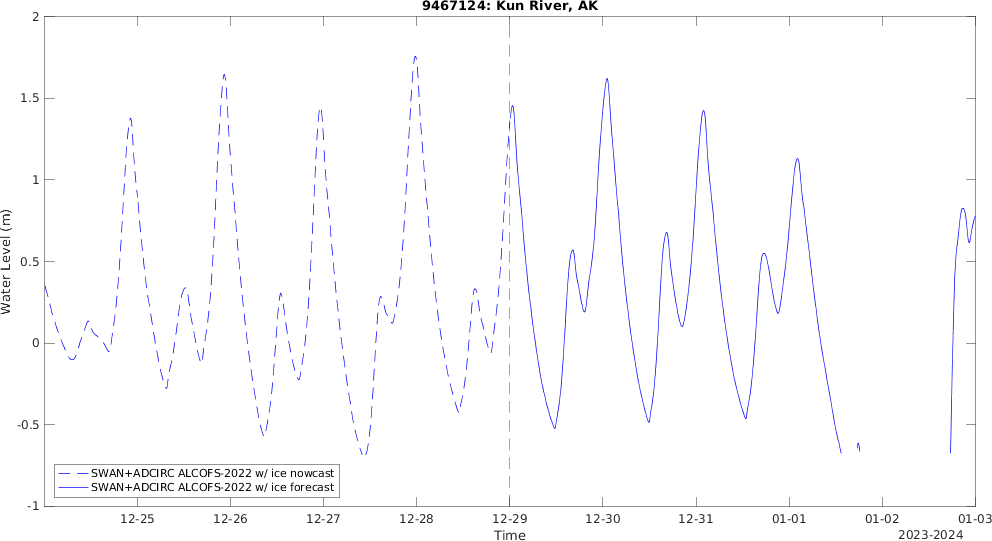 9467124: Kun River, AK
Water Level (m)
2
1.5
1
0.5
0
-0.5
-1
SWAN+ADCIRC ALCOFS-2022 w/ ice nowcast
SWAN+ADCIRC ALCOFS-2022 w/ ice forecast
12-25 12-26 12-27 12-28 12-29 12-30 12-31 01-01 01-02 01-03
Time
2023-2024